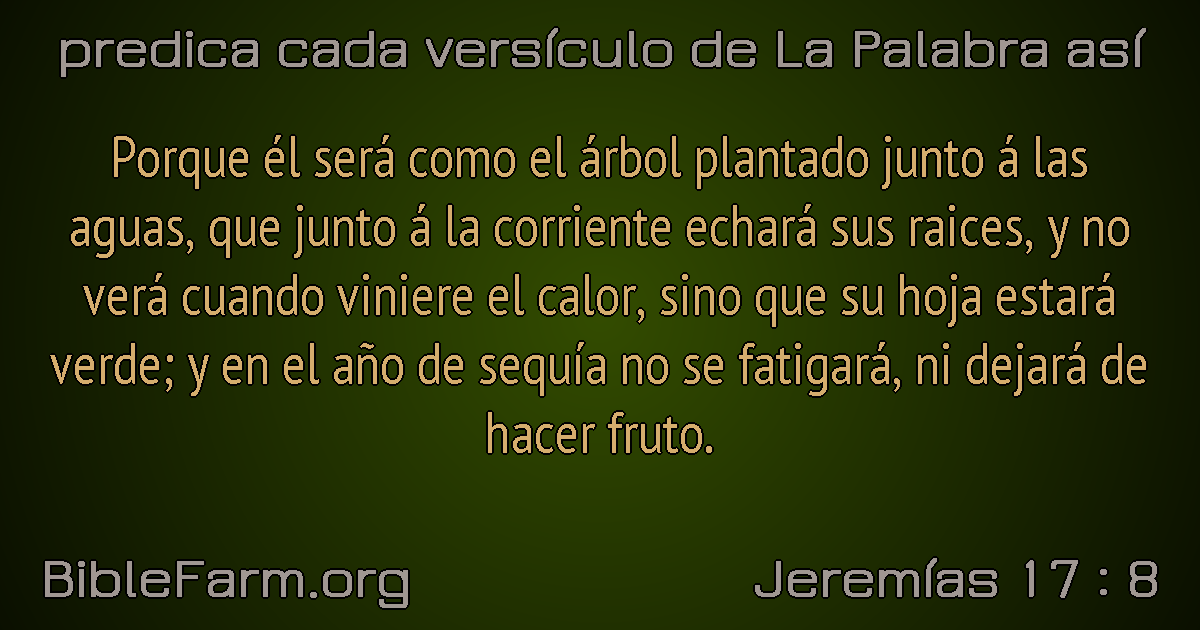 predica cada versículo de La Palabra así
Porque él será como el árbol plantado junto á las
aguas, que junto á la corriente echará sus raices, y no
verá cuando viniere el calor, sino que su hoja estará
verde; y en el año de sequía no se fatigará, ni dejará de
hacer fruto.
BibleFarm.org
Jeremías 17 : 8